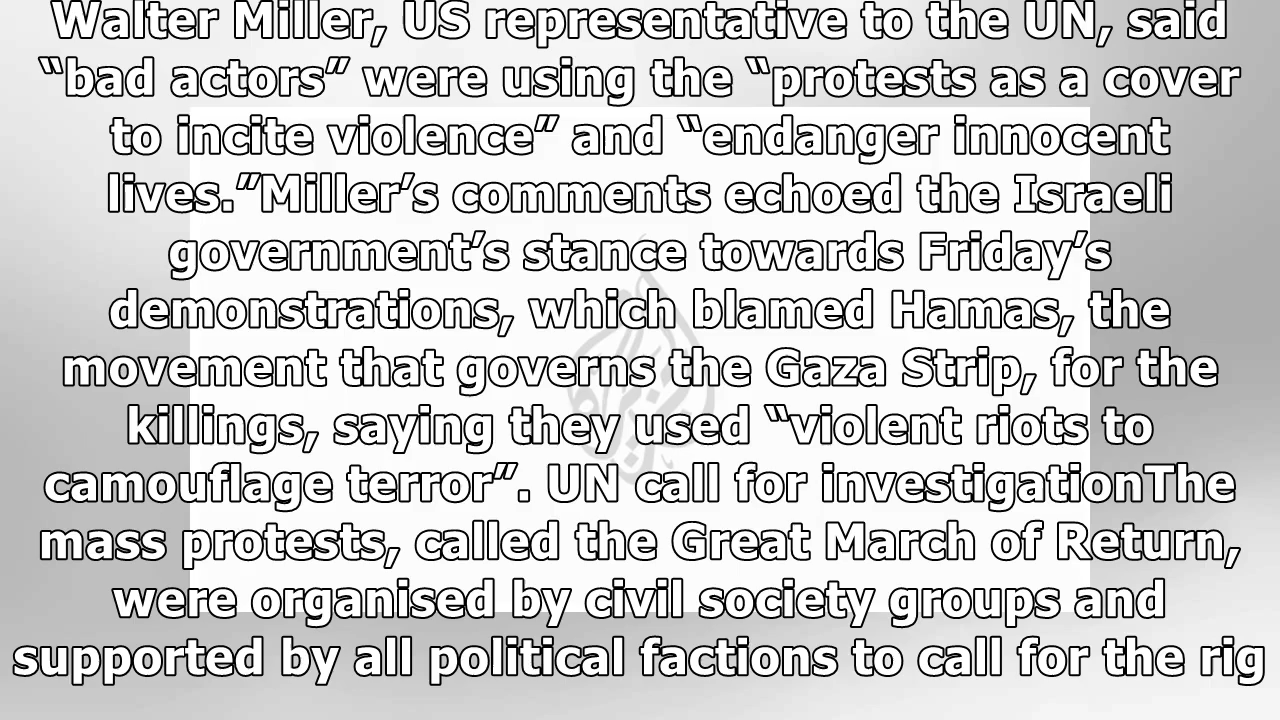 Walter Miller, US representative to the UN, said
“bad actors” were using the “protests as a cover
to incite violence” and “endanger innocent
lives.”Miller’s comments echoed the Israeli
government’s stance towards Friday’s
demonstrations, which blamed Hamas, the
movement that governs the Gaza Strip, for the
killings, saying they used “violent riots to
camouflage terror”. UN call for investigationThe
mass protests, called the Great March of Return,
were organised by civil society groups and
supported by all political factions to call for the rig